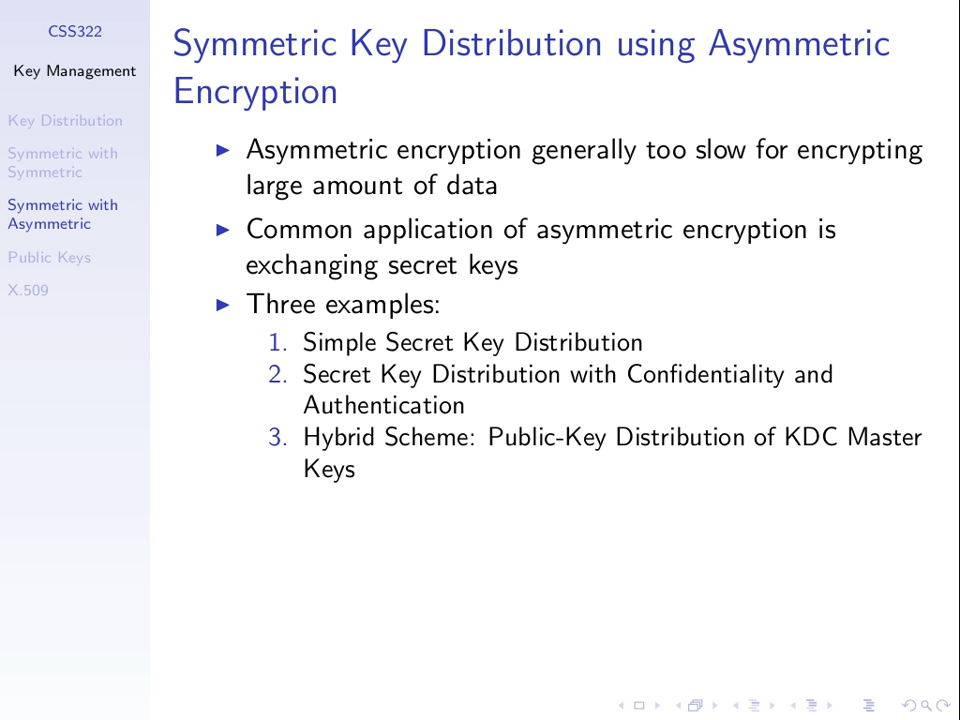 CSS322
Key Management
Key Distribution
Symmetric with
Symmetric
Symmetric with
Asymmetric
Public Keys
X.509
Symmetric Key Distribution using Asymmetric
Encryption
Asymmetric encryption generally too slow for encrypting
large amount of data
Common application of asymmetric encryption is
exchanging secret keys
Three examples:
1. Simple Secret Key Distribution
2. Secret Key Distribution with Confidentiality and
Authentication
3. Hybrid Scheme: Public-Key Distribution of KDC Master
Keys